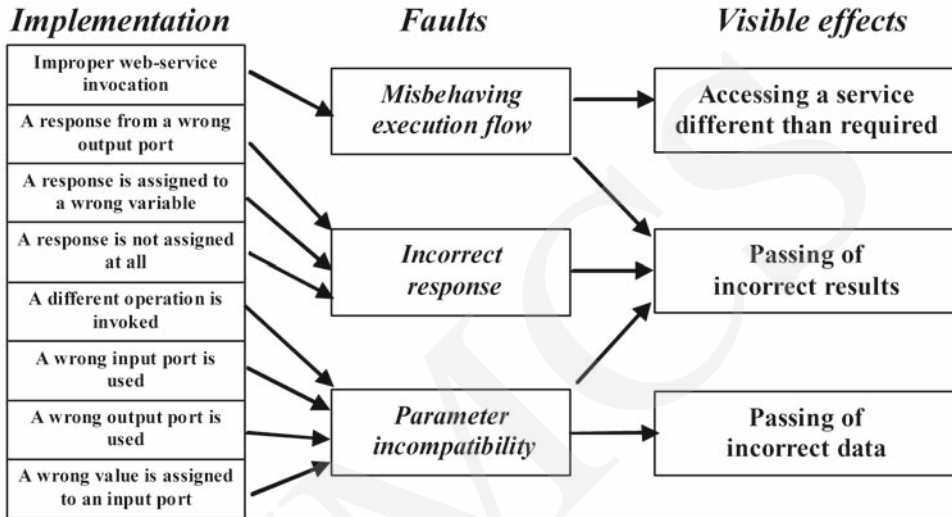 Implementation
Faults
Visible effects
Improper web-service
invocation
A response from a wrong
output port
A response is assigned to
a wrong variable
A response is not assigned
at all
A different operation is
invoked
A wrong input port is
used
A wrong output port is
used
A wrong value is assigned
to an input port
Misbehaving
execution flow
Incorrect
response
Parameter
incompatibility
Accessing a service
different than required
Passing of
incorrect results
Passing of
incorrect data